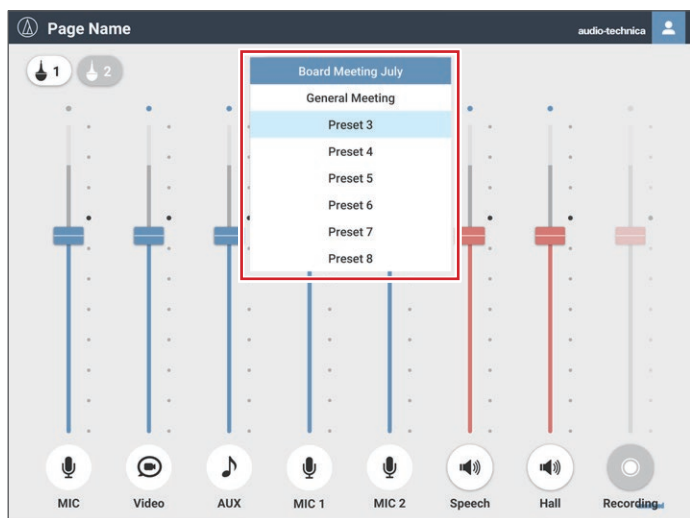 Page Name
audio-technica
1
2
Board Meeting July
General Meeting
Preset 3
Preset 4
Preset 5
Preset 6
Preset 7
Preset 8
MIC
Video
AUX
MIC 1
MIC 2
Speech
Hall
Recording